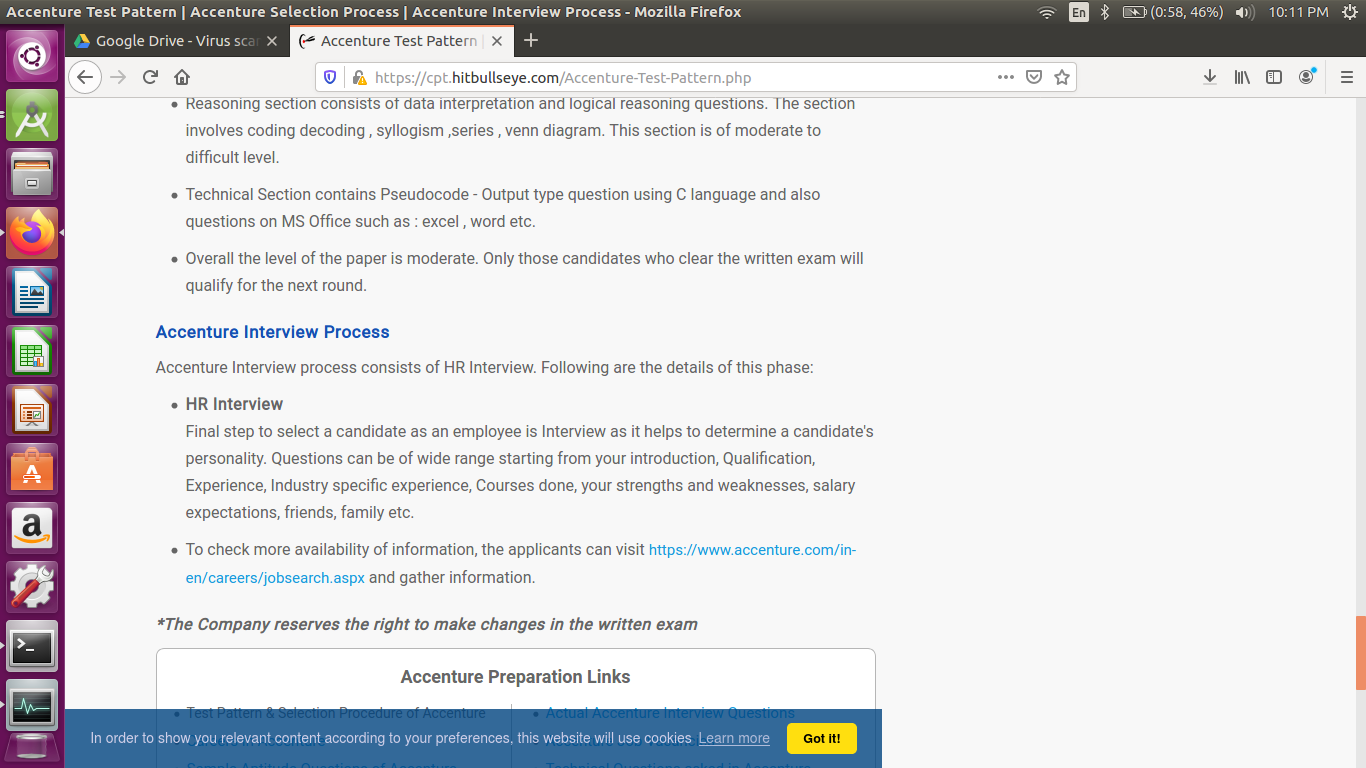 Accenture Test Pattern | Accenture Selection Process | Accenture Interview Process - Mozilla Firefox
En
(0:58, 46%)
10:11 PM
Google Drive - Virus scan
Accenture Test Pattern |
https://cpt.hitbullseye.com/Accenture-Test-Pattern.php
• Reasoning section consists of data interpretation and logical reasoning questions. The section
involves coding decoding , syllogism ,series , venn diagram. This section is of moderate to
difficult level.
• Technical Section contains Pseudocode - Output type question using C language and also
questions on MS Office such as : excel , word etc.
• Overall the level of the paper is moderate. Only those candidates who clear the written exam will
qualify for the next round.
Accenture Interview Process
Accenture Interview process consists of HR Interview. Following are the details of this phase:
• HR Interview
Final step to select a candidate as an employee is Interview as it helps to determine a candidate's
personality. Questions can be of wide range starting from your introduction, Qualification,
Experience, Industry specific experience, Courses done, your strengths and weaknesses, salary
expectations, friends, family etc.
• To check more availability of information, the applicants can visit https://www.accenture.com/in-
en/careers/jobsearch.aspx and gather information.
*The Company reserves the right to make changes in the written exam
Accenture Preparation Links
• Test Pattern & Selection Procedure of Accenture
• Actual Accenture Interview Questions
In order to show you relevant content according to your preferences, this website will use cookies Learn more
Got it!
Sample Aptitude Questions of Accenture
Technical Questions asked in Accenture